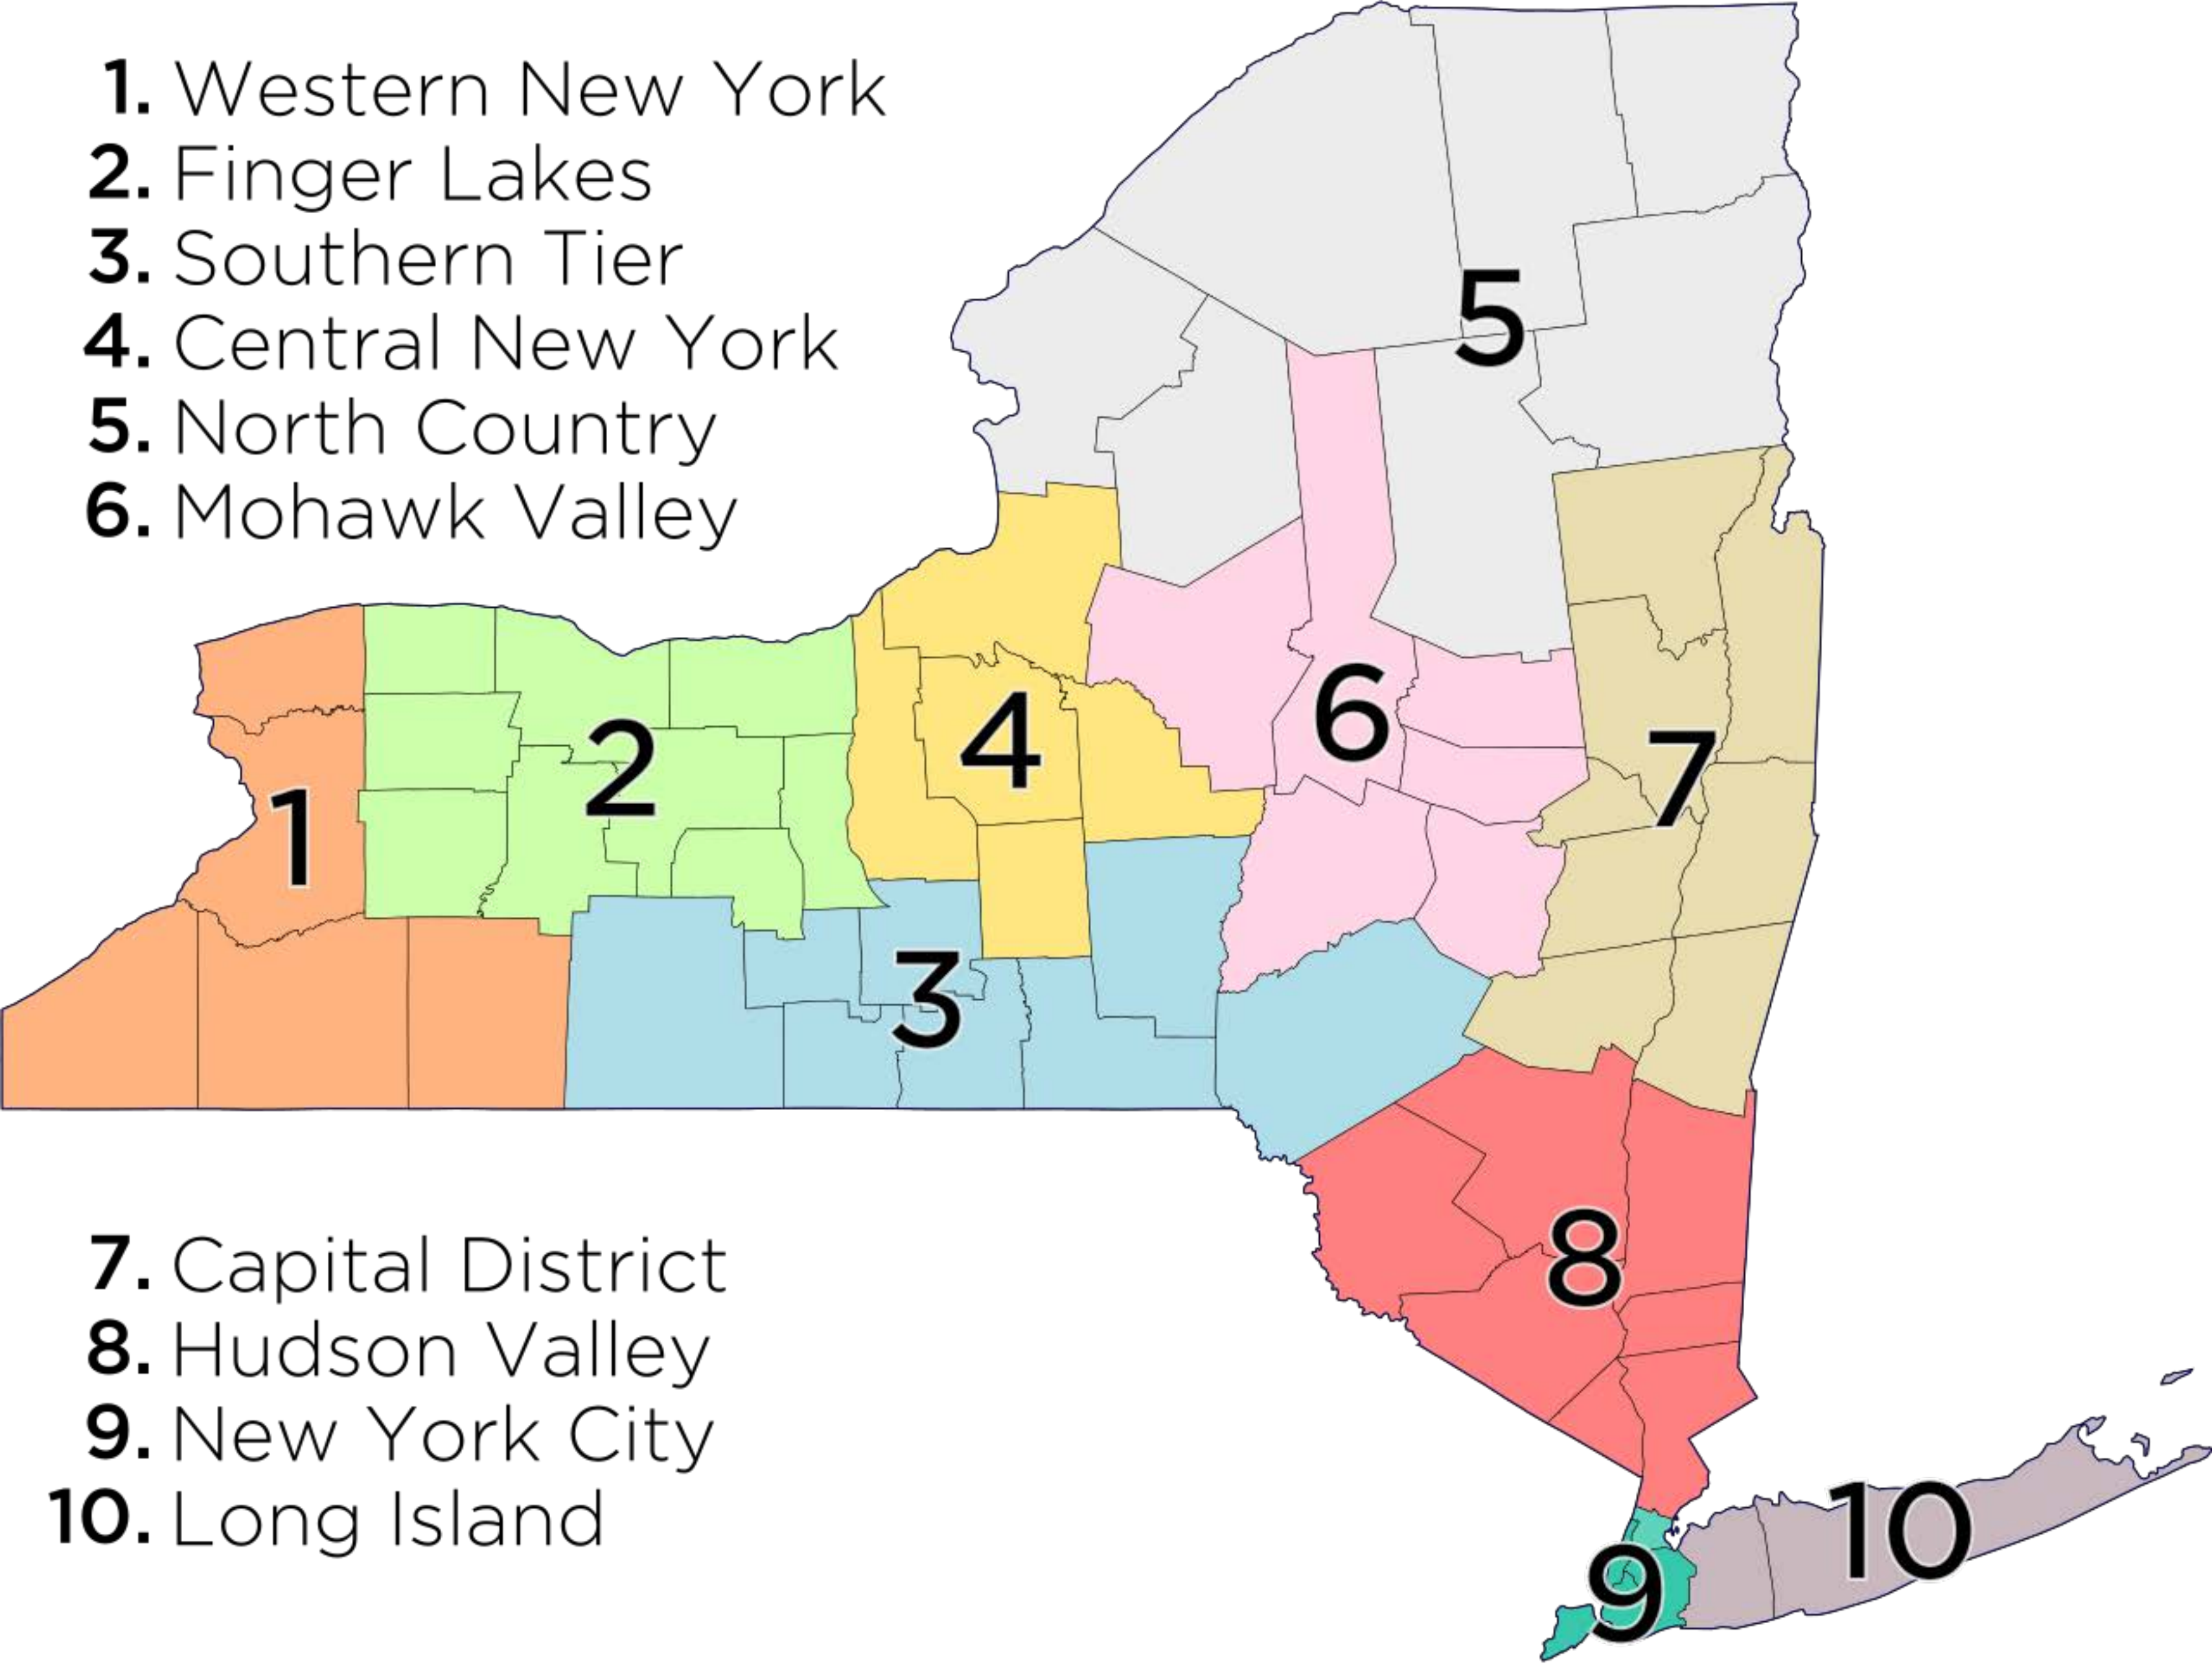 1. Western New York
2. Finger Lakes
3. Southern Tier
4. Central New York
5. North Country
6. Mohawk Valley
5
6
4
2
7
1
3
7. Capital District
8. Hudson Valley
9. New York City
10. Long Island
8
10
9